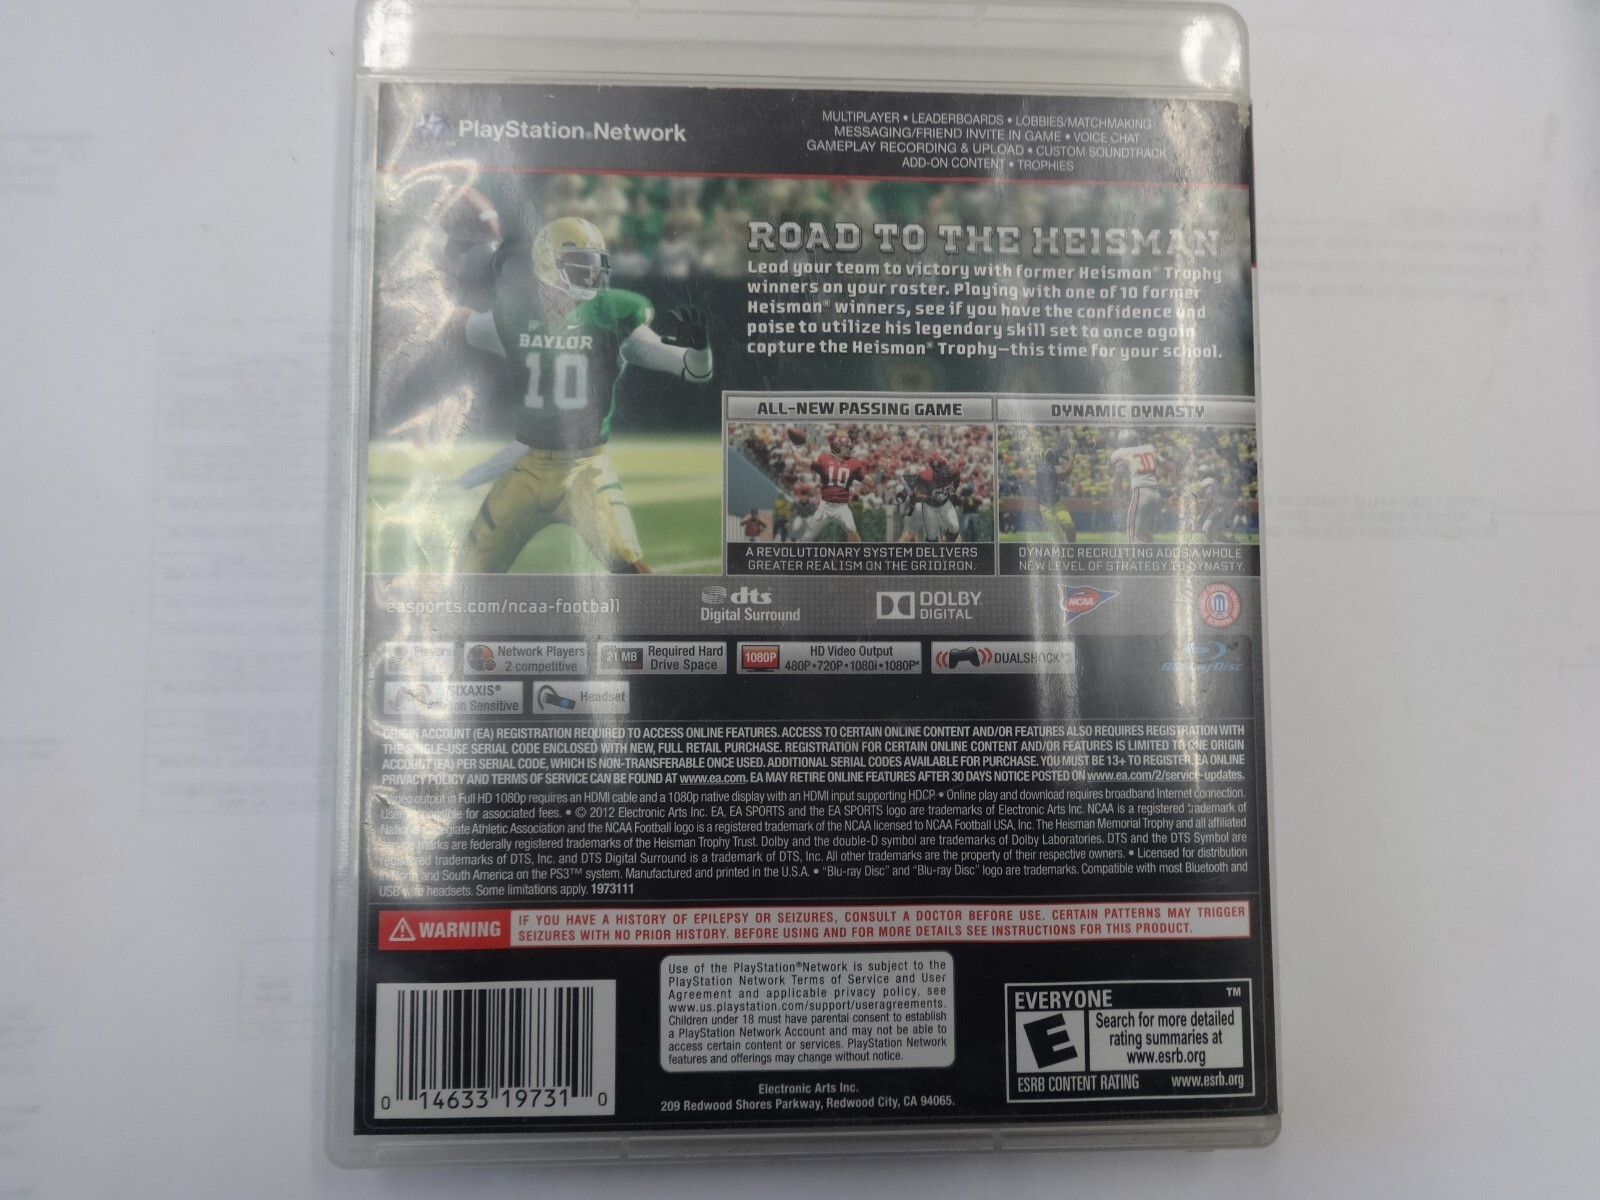 PlayStation®Network
MULTIPLAYER • LEADERBOARDS • LOBBIES/MATCHMAKING
MESSAGING/FRIEND INVITE IN GAME • VOICE CHAT
GAMEPLAY RECORDING & UPLOAD • CUSTOM SOUNDTRACK
ADD-ON CONTENT • TROPHIES
ROAD TO THE HEISMAN
Lead your team to victory with former Heisman® Trophy
winners on your roster. Playing with one of 10 former
Heisman® winners, see if you have the confidence and
poise to utilize his legendary skill set to once again
capture the Heisman® Trophy—this time for your school.
BAYLOR
10
ALL-NEW PASSING GAME
10
A REVOLUTIONARY SYSTEM DELIVERS
GREATER REALISM ON THE GRIDIRON.
DYNAMIC DYNASTY
30
DYNAMIC RECRUITING ADDS A WHOLE
NEW LEVEL OF STRATEGY TO DYNASTY.
easports.com/ncaa-football
dts
Digital Surround
DOLBY
DIGITAL
NCAA
Players
Network Players
2 competitive
21 MB
Required Hard
Drive Space
1080P
HD Video Output
480P•720P•1080i•1080P*
DUALSHOCK®3
Blu-ray Disc
SIXAXIS®
Sensitive
Headset
ORIGIN ACCOUNT (EA) REGISTRATION REQUIRED TO ACCESS ONLINE FEATURES. ACCESS TO CERTAIN ONLINE CONTENT AND/OR FEATURES ALSO REQUIRES REGISTRATION WITH
THE SINGLE-USE SERIAL CODE ENCLOSED WITH NEW, FULL RETAIL PURCHASE. REGISTRATION FOR CERTAIN ONLINE CONTENT AND/OR FEATURES IS LIMITED TO ONE ORIGIN
ACCOUNT (EA) PER SERIAL CODE, WHICH IS NON-TRANSFERABLE ONCE USED. ADDITIONAL SERIAL CODES AVAILABLE FOR PURCHASE. YOU MUST BE 13+ TO REGISTER. EA ONLINE
PRIVACY POLICY AND TERMS OF SERVICE CAN BE FOUND AT www.ea.com. EA MAY RETIRE ONLINE FEATURES AFTER 30 DAYS NOTICE POSTED ON www.ea.com/2/service-updates.
*Video output in Full HD 1080p requires an HDMI cable and a 1080p native display with an HDMI input supporting HDCP. • Online play and download requires broadband Internet connection.
User responsible for associated fees. • © 2012 Electronic Arts Inc. EA, EA SPORTS and the EA SPORTS logo are trademarks of Electronic Arts Inc. NCAA is a registered trademark of
National Collegiate Athletic Association and the NCAA Football logo is a registered trademark of the NCAA licensed to NCAA Football USA, Inc. The Heisman Memorial Trophy and all affiliated
service marks are federally registered trademarks of the Heisman Trophy Trust. Dolby and the double-D symbol are trademarks of Dolby Laboratories. DTS and the DTS Symbol are
registered trademarks of DTS, Inc. and DTS Digital Surround is a trademark of DTS, Inc. All other trademarks are the property of their respective owners. • Licensed for distribution
in North and South America on the PS3™ system. Manufactured and printed in the U.S.A. • "Blu-ray Disc" and "Blu-ray Disc" logo are trademarks. Compatible with most Bluetooth and
USB wire headsets. Some limitations apply. 1973111
WARNING
IF YOU HAVE A HISTORY OF EPILEPSY OR SEIZURES, CONSULT A DOCTOR BEFORE USE. CERTAIN PATTERNS MAY TRIGGER
SEIZURES WITH NO PRIOR HISTORY. BEFORE USING AND FOR MORE DETAILS SEE INSTRUCTIONS FOR THIS PRODUCT.
Use of the PlayStation®Network is subject to the
PlayStation Network Terms of Service and User
Agreement and applicable privacy policy, see
www.us.playstation.com/support/useragreements.
Children under 18 must have parental consent to establish
a PlayStation Network Account and may not be able to
access certain content or services. PlayStation Network
features and offerings may change without notice.
Electronic Arts Inc.
209 Redwood Shores Parkway, Redwood City, CA 94065.
0 14633 19731 0
EVERYONE ™
E
Search for more detailed
rating summaries at
www.esrb.org
ESRB CONTENT RATING www.esrb.org